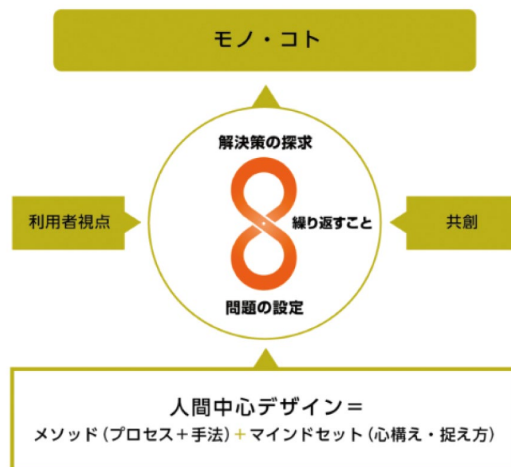 モノ・コト
解決策の探求
利用者視点
繰り返すこと
共創
問題の設定
人間中心デザイン＝
メソッド（プロセス＋手法）＋マインドセット（心構え・捉え方）